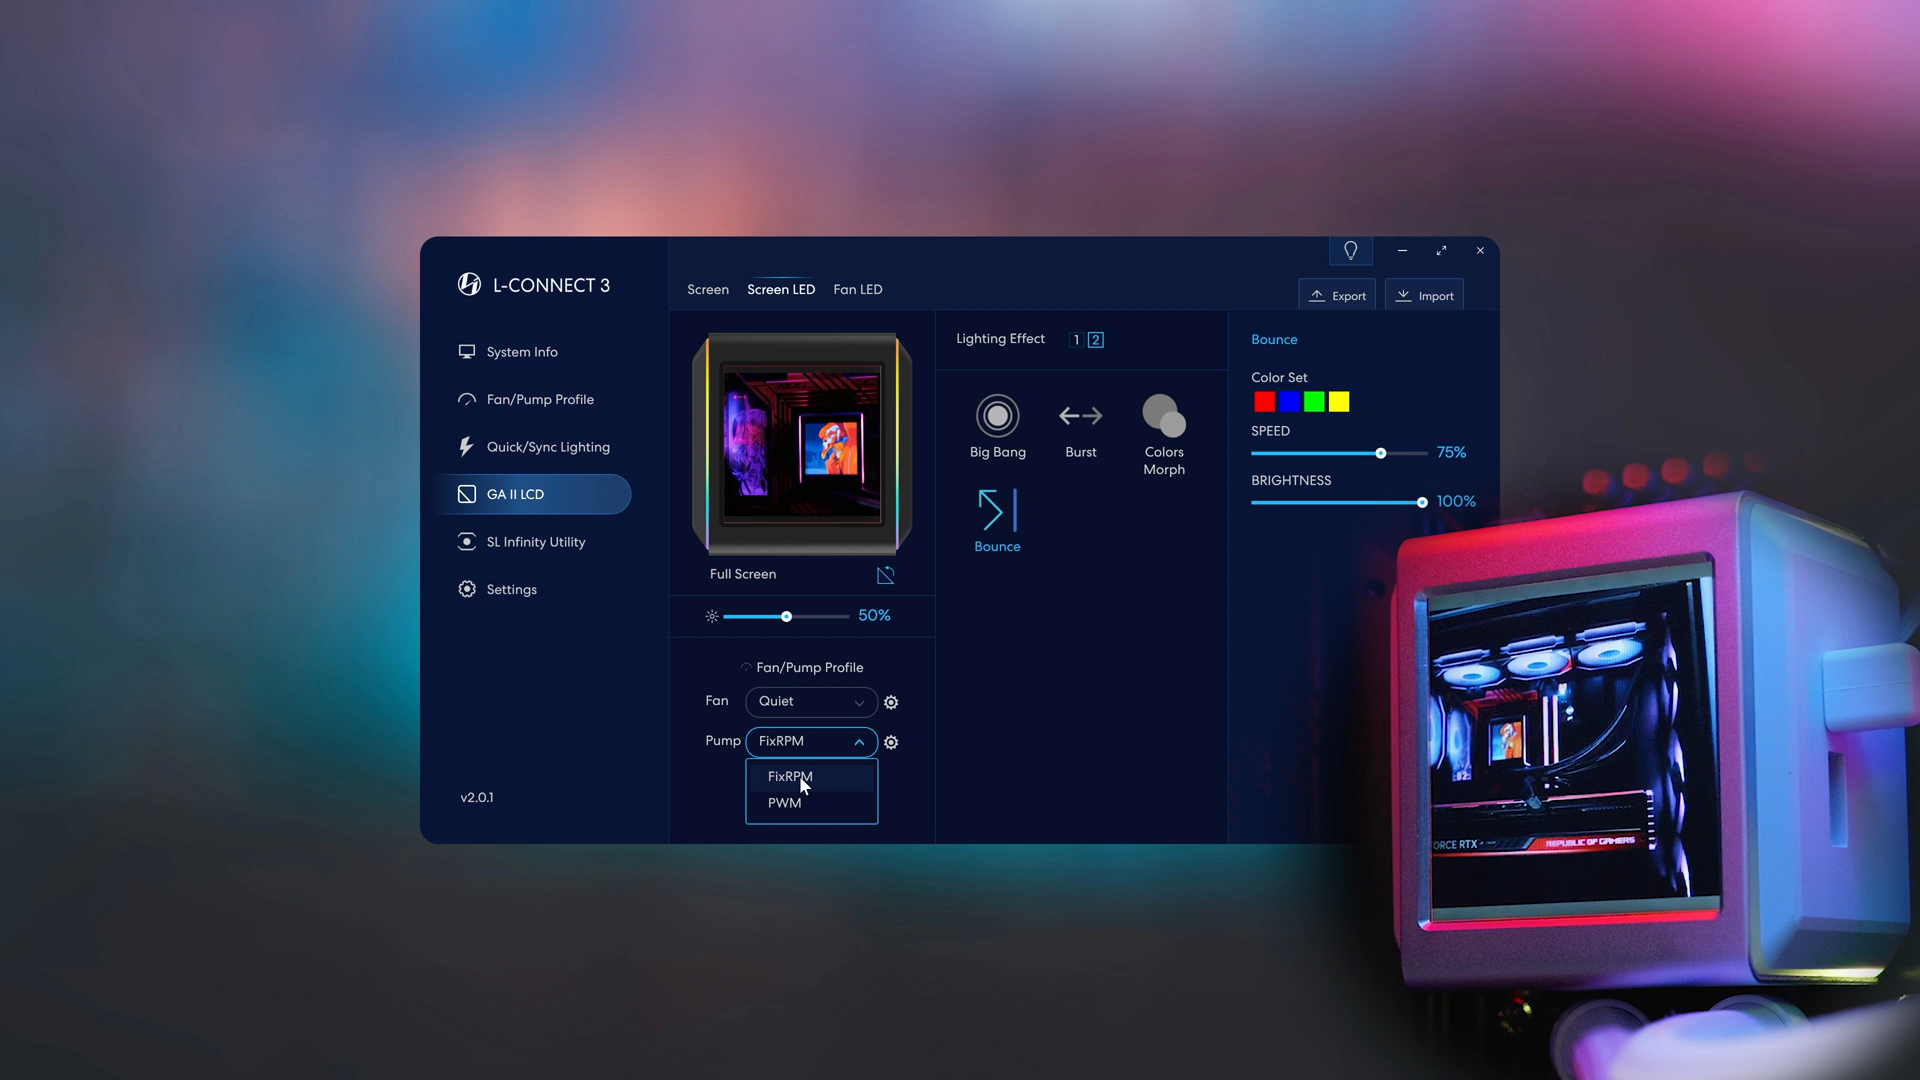 L-CONNECT 3
System Info
Fan/Pump Profile
Quick/Sync Lighting
GA II LCD
SL Infinity Utility
Settings
v2.0.1
Screen
Screen LED
Fan LED
Export
Import
Full Screen
50%
Fan/Pump Profile
Fan
Quiet
Pump
FixRPM
FixRPM
PWM
Lighting Effect
1
2
Big Bang
Burst
Colors
Morph
Bounce
Bounce
Color Set
SPEED
75%
BRIGHTNESS
100%
ORCE RTX
REPUBLIC OF GAMERS